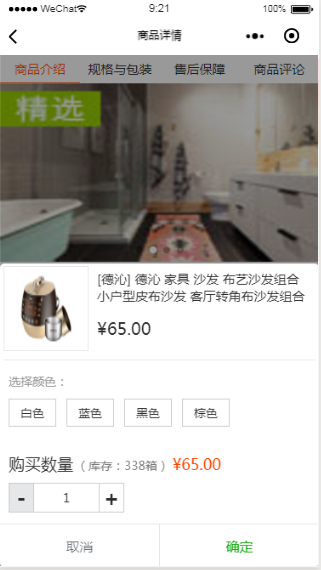 WeChat 9:21 100%
商品详情
商品介绍 规格与包装 售后保障 商品评论
精选
[德沁] 德沁 家具 沙发 布艺沙发组合
小户型皮布沙发 客厅转角布沙发组合
¥65.00
选择颜色：
白色 蓝色 黑色 棕色
购买数量（库存：338箱）¥65.00
- 1 +
取消 确定